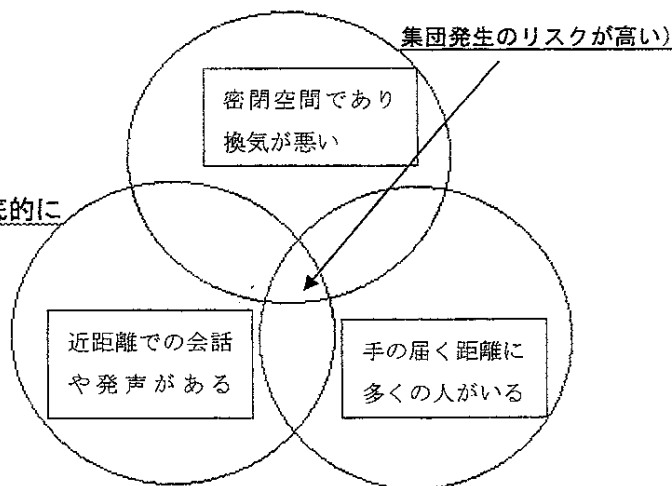 集団発生のリスクが高い)
密閉空間であり
換気が悪い
的に
近距離での会話
や発声がある
手の届く距離に
多くの人がいる